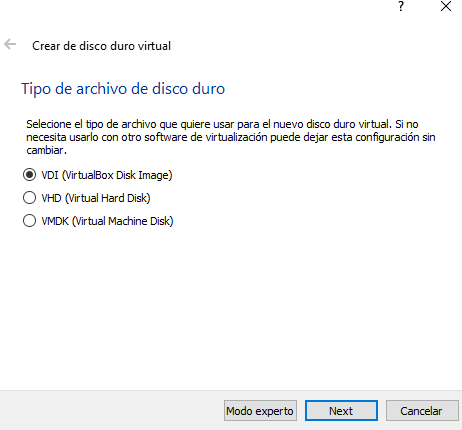 ?
Crear de disco duro virtual
Tipo de archivo de disco duro
Selecione el tipo de archivo que quiere usar para el nuevo disco duro virtual. Si no
necesita usarlo con otro software de virtualización puede dejar esta configuración sin
cambiar.
VDI (VirtualBox Disk Image)
VHD (Virtual Hard Disk)
VMDK (Virtual Machine Disk)
Modo experto Next Cancelar